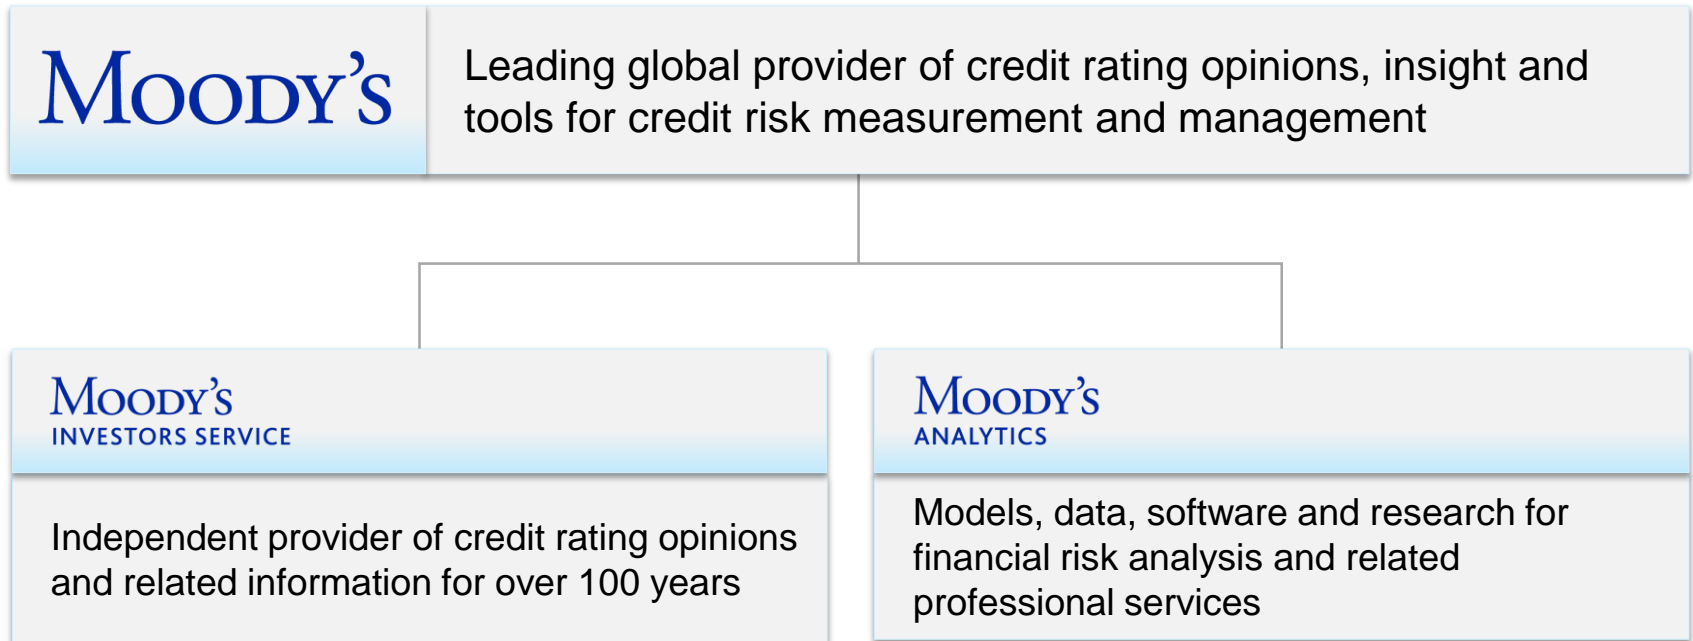 MOODY'S
Leading global provider of credit rating opinions, insight and
tools for credit risk measurement and management
MOODY'S
INVESTORS SERVICE
Independent provider of credit rating opinions
and related information for over 100 years
MOODY'S
ANALYTICS
Models, data, software and research for
financial risk analysis and related
professional services